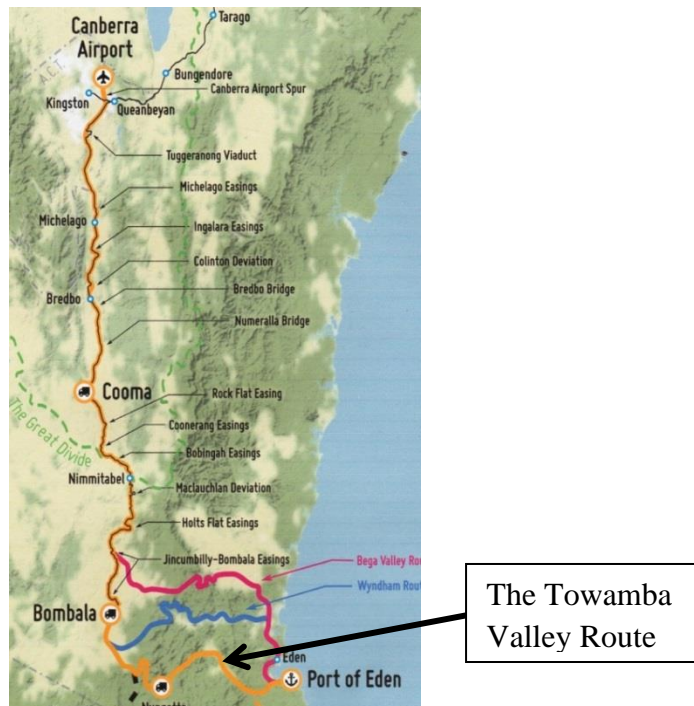 Tarago
Canberra
Airport
Bungendore
Canberra Airport Spur
A.C.T.
Kingston
Queanbeyan
Tuggeranong Viaduct
Michelago Easings
Michelago
Ingalara Easings
Colinton Deviation
Bredbo
Bredbo Bridge
Numeralla Bridge
Cooma
Rock Flat Easing
The Great Divide
Coonerang Easings
Bobingah Easings
Nimmitabel
Maclauchlan Deviation
Holts Flat Easings
Jincumbilly-Bombala Easings
Bega Valley Rou
Wyndham Rout
Bombala
The Towamba
Valley Route
Eden
Port of Eden